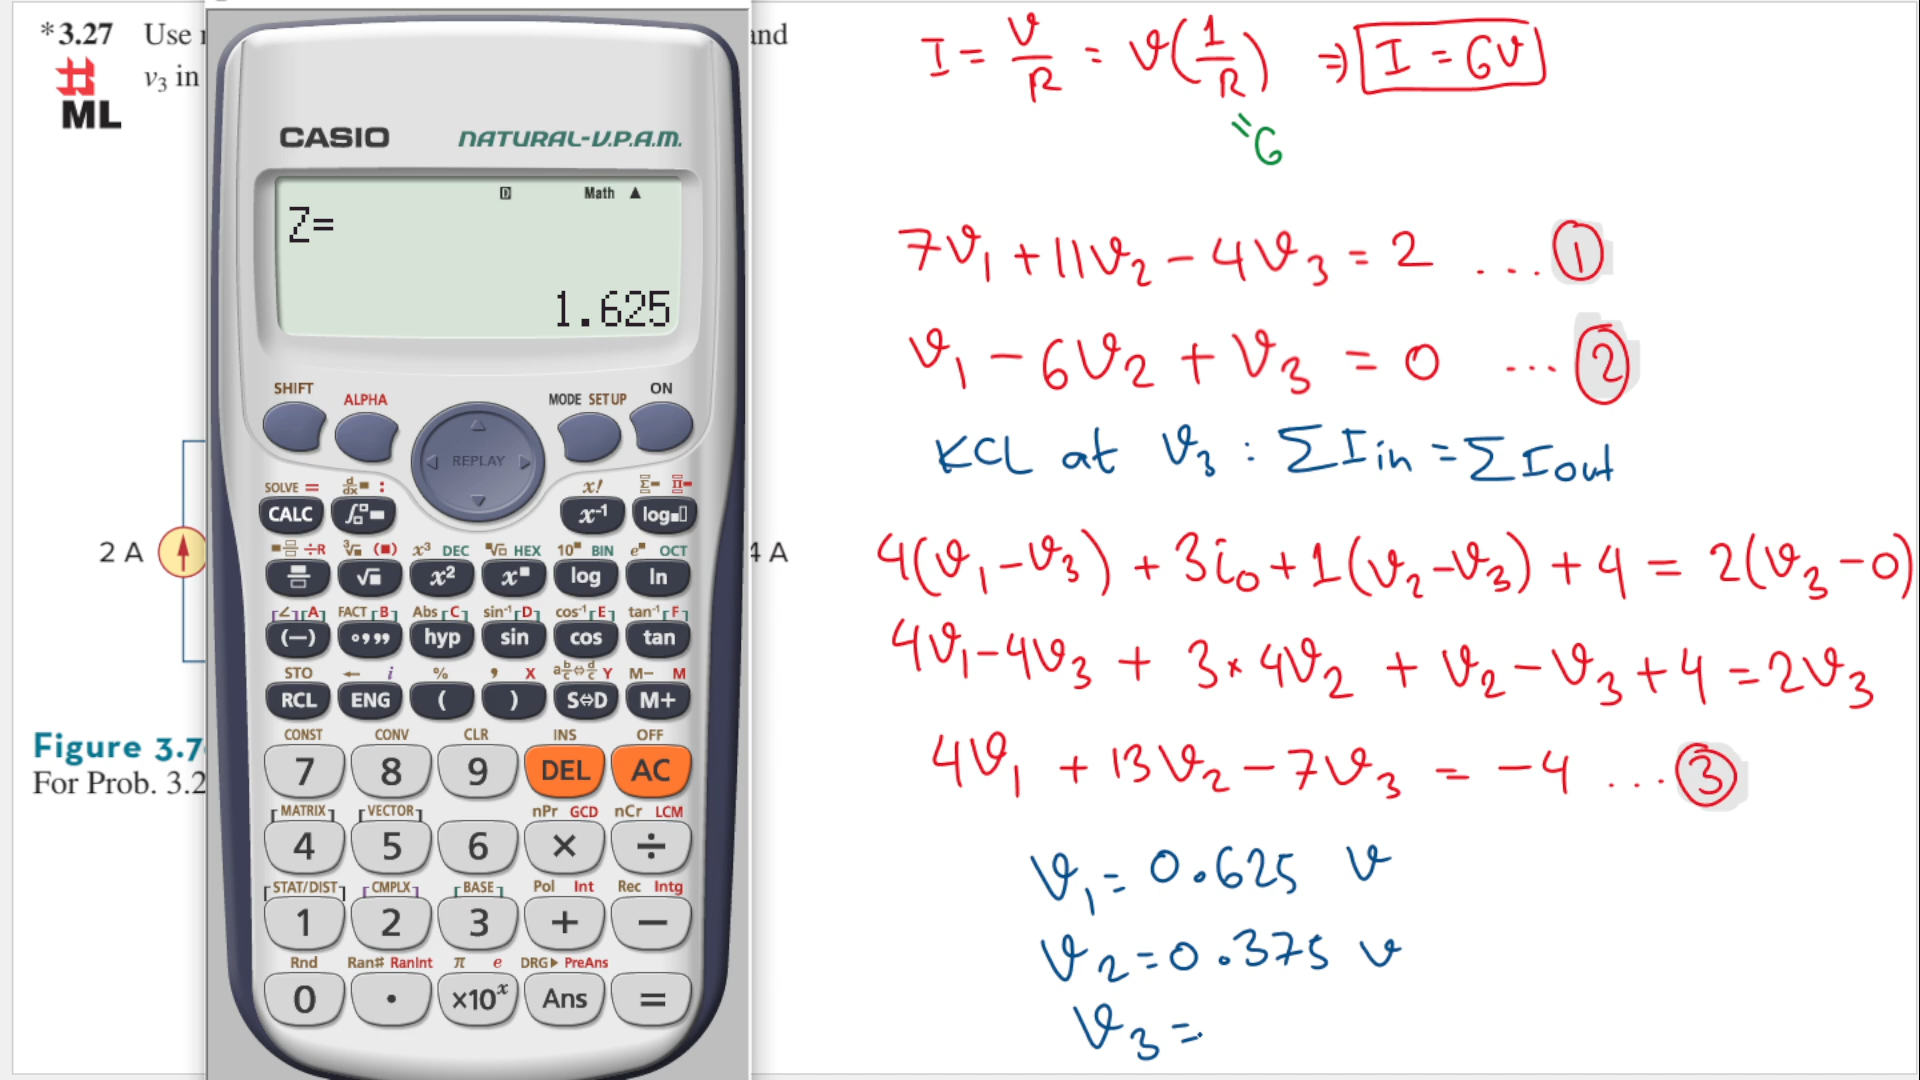 *3.27 Use and
v₃ in
ML
CASIO NATURAL-V.P.A.M.
D Math ▲
Z=
1.625
SHIFT ALPHA MODE SETUP ON
REPLAY
SOLVE = d/dx : x! Σ Π
CALC ∫ x⁻¹ log
÷R ³√ x³ DEC ˣ√ HEX 10 BIN e OCT
√ x² x log ln
∠ A FACT B Abs C sin⁻¹ D cos⁻¹ E tan⁻¹ F
(−) °,,, hyp sin cos tan
STO ← i % , X a b/c⇔d/c Y M− M
RCL ENG ( ) S⇔D M+
CONST CONV CLR INS OFF
7 8 9 DEL AC
MATRIX VECTOR nPr GCD nCr LCM
4 5 6 × ÷
STAT/DIST CMPLX BASE Pol Int Rec Intg
1 2 3 + −
Rnd Ran# RanInt π e DRG▶ PreAns
0 . ×10ˣ Ans =
2 A
4 A
Figure 3.7
For Prob. 3.2
I = v/R = v(1/R) ⇒ I = Gv
= G
7v₁ + 11v₂ − 4v₃ = 2 ... ①
v₁ − 6v₂ + v₃ = 0 ... ②
KCL at v₃ : ΣI in = ΣI out
4(v₁−v₃) + 3i₀ + 1(v₂−v₃) + 4 = 2(v₃−0)
4v₁−4v₃ + 3×4v₂ + v₂−v₃+4 = 2v₃
4v₁ + 13v₂ − 7v₃ = −4 ... ③
v₁ = 0.625 v
v₂ = 0.375 v
v₃ =